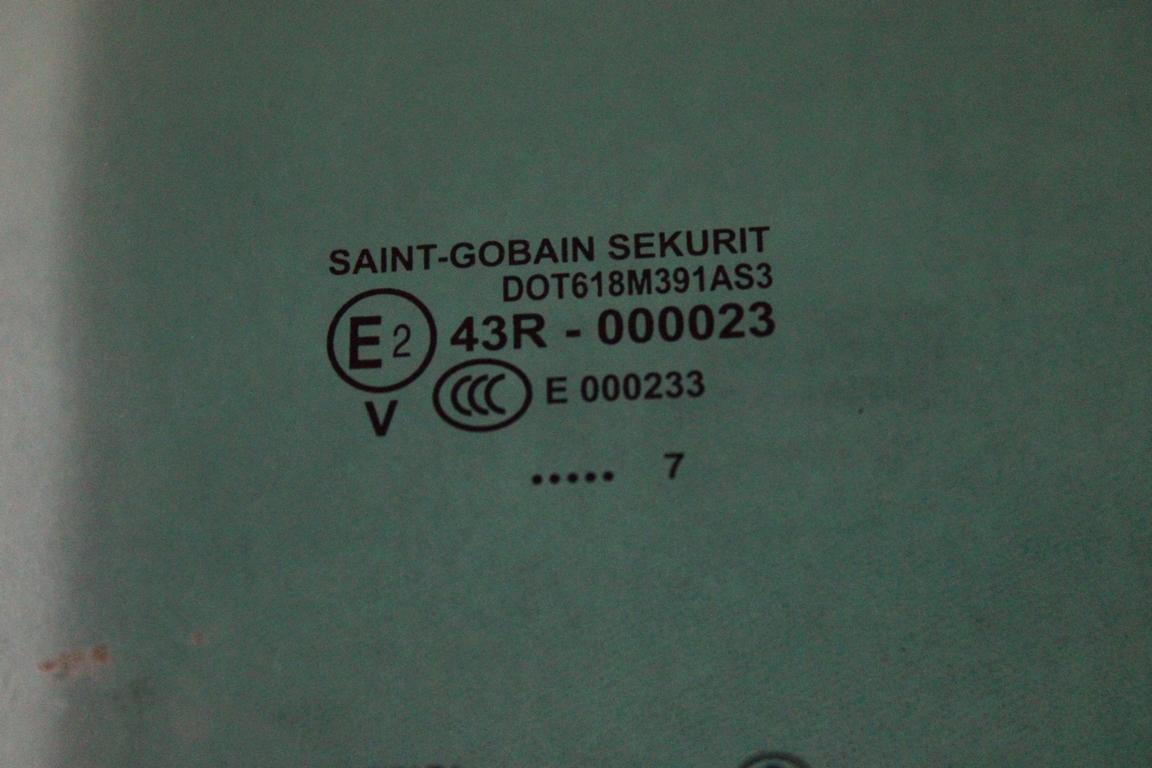 SAINT-GOBAIN SEKURIT
DOT618M391AS3
E2 43R - 000023
CCC E 000233
V
..... 7